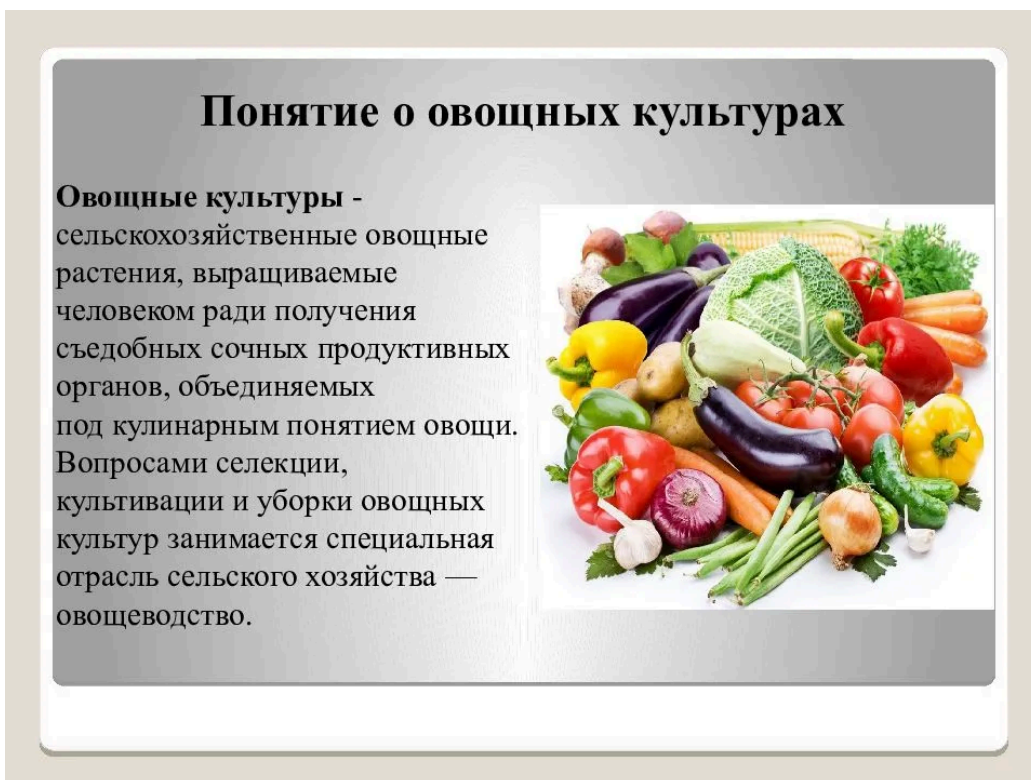 Понятие о овощных культурах
Овощные культуры -
сельскохозяйственные овощные
растения, выращиваемые
человеком ради получения
съедобных сочных продуктивных
органов, объединяемых
под кулинарным понятием овощи.
Вопросами селекции,
культивации и уборки овощных
культур занимается специальная
отрасль сельского хозяйства —
овощеводство.